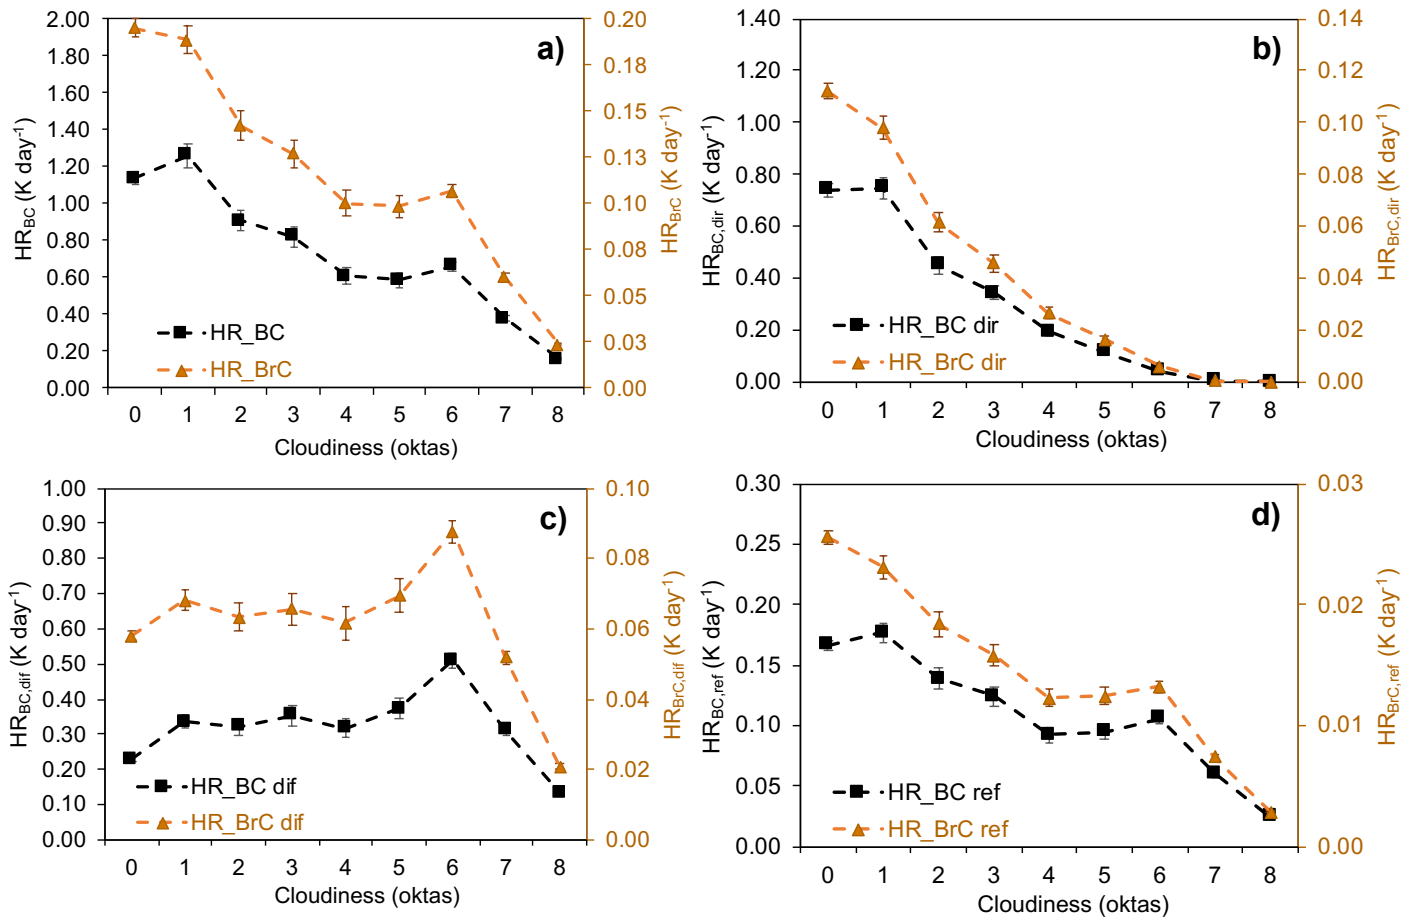 a)
2.00
1.80
1.60
1.40
1.20
1.00
0.80
0.60
0.40
0.20
0.00
HR_BC (K day⁻¹)
0.20
0.18
0.15
0.13
0.10
0.08
0.05
0.03
0.00
HR_BrC (K day⁻¹)
HR_BC
HR_BrC
0 1 2 3 4 5 6 7 8
Cloudiness (oktas)
b)
1.40
1.20
1.00
0.80
0.60
0.40
0.20
0.00
HR_BC,dir (K day⁻¹)
0.14
0.12
0.10
0.08
0.06
0.04
0.02
0.00
HR_BrC,dir (K day⁻¹)
HR_BC dir
HR_BrC dir
0 1 2 3 4 5 6 7 8
Cloudiness (oktas)
c)
1.00
0.90
0.80
0.70
0.60
0.50
0.40
0.30
0.20
0.10
0.00
HR_BC,dif (K day⁻¹)
0.10
0.08
0.06
0.04
0.02
0.00
HR_BrC,dif (K day⁻¹)
HR_BC dif
HR_BrC dif
0 1 2 3 4 5 6 7 8
Cloudiness (oktas)
d)
0.30
0.25
0.20
0.15
0.10
0.05
0.00
HR_BC,ref (K day⁻¹)
0.03
0.02
0.01
0.00
HR_BrC,ref (K day⁻¹)
HR_BC ref
HR_BrC ref
0 1 2 3 4 5 6 7 8
Cloudiness (oktas)